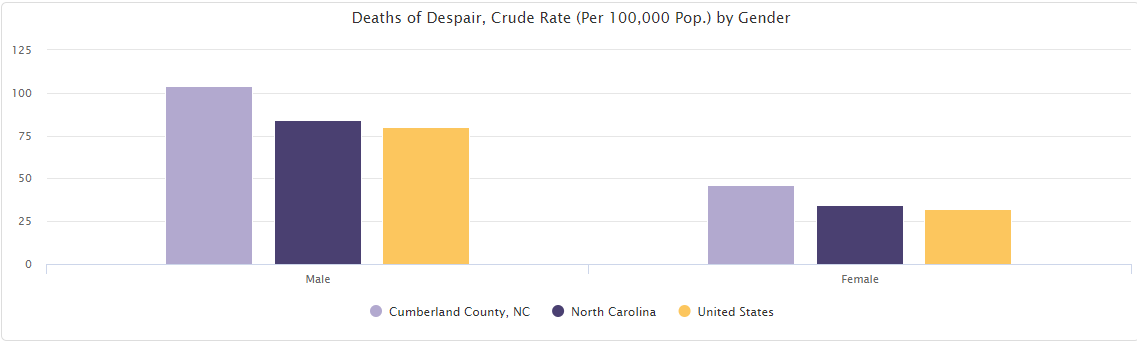 Deaths of Despair, Crude Rate (Per 100,000 Pop.) by Gender
125
100
75
50
25
0
Male Female
Cumberland County, NC North Carolina United States